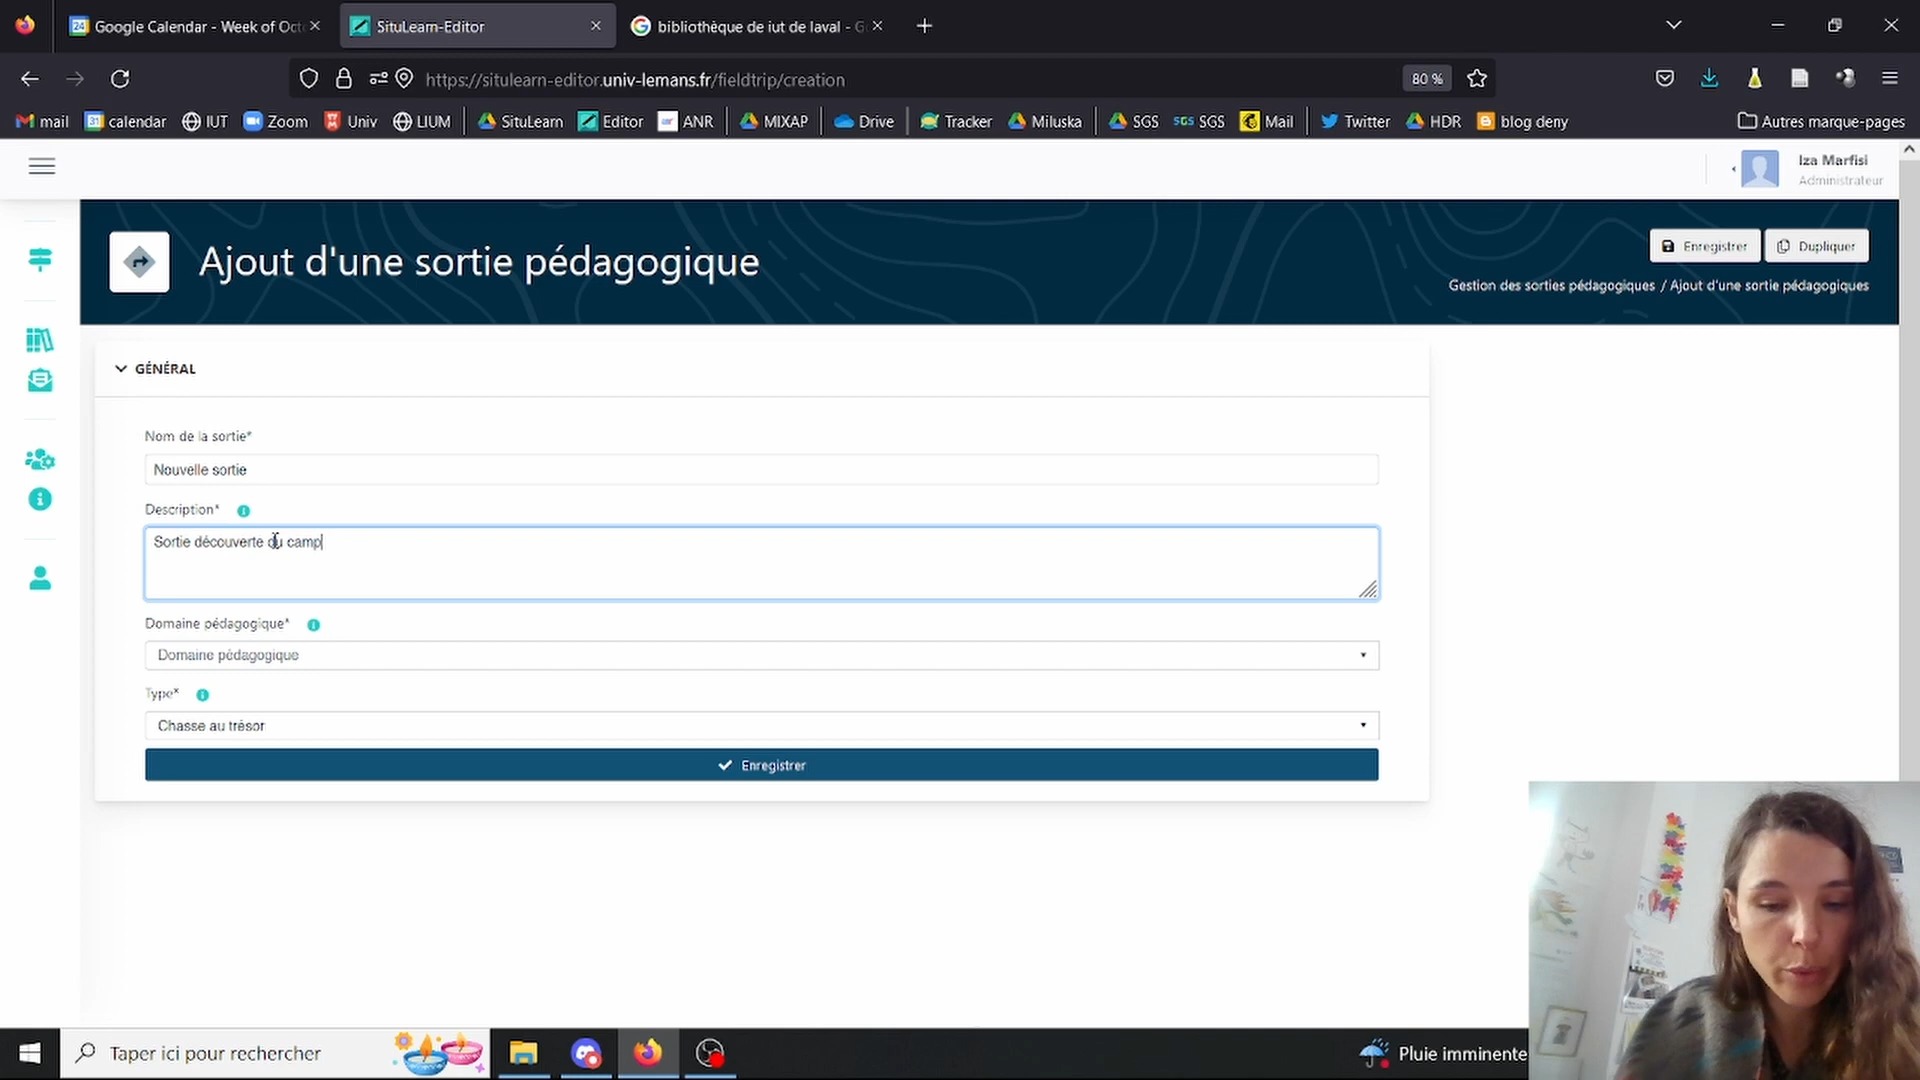 Google Calendar - Week of Octo
SituLearn-Editor
bibliothèque de iut de laval - G
https://situlearn-editor.univ-lemans.fr/fieldtrip/creation
80 %
mail calendar IUT Zoom Univ LIUM SituLearn Editor ANR MIXAP Drive Tracker Miluska SGS SGS SGS Mail Twitter HDR blog deny Autres marque-pages
Iza Marfisi
Administrateur
Ajout d'une sortie pédagogique
Enregistrer Dupliquer
Gestion des sorties pédagogiques / Ajout d'une sortie pédagogiques
GÉNÉRAL
Nom de la sortie*
Nouvelle sortie
Description*
Sortie découverte du camp
Domaine pédagogique*
Domaine pédagogique
Type*
Chasse au trésor
Enregistrer
Taper ici pour rechercher
Pluie imminente